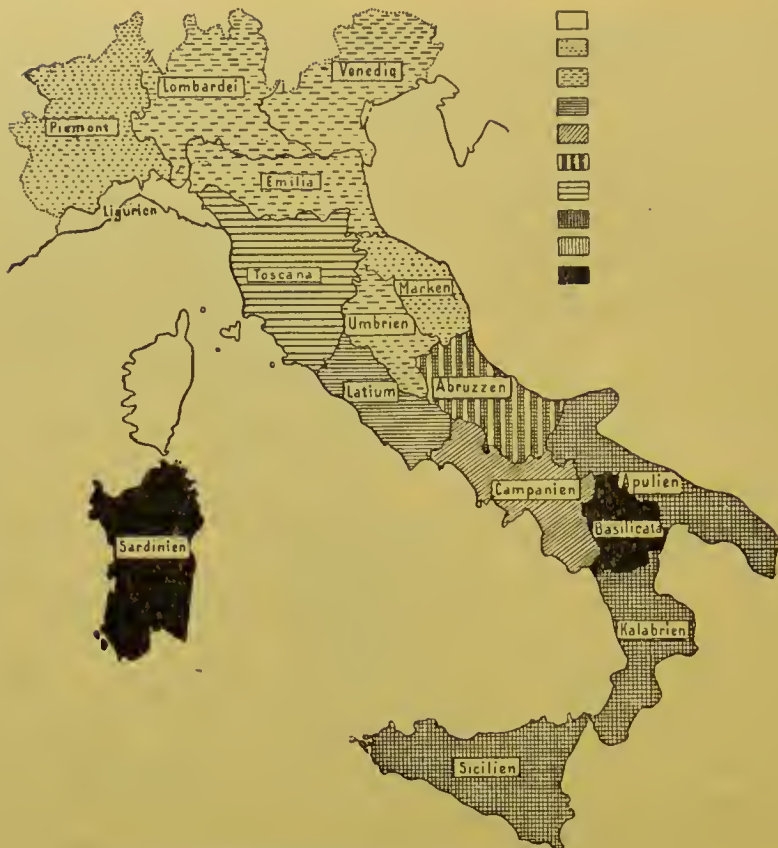 Venedig
Lombardei
Piemont
Emilia
Ligurien
Toscana
Marken
Umbrien
Abruzzen
Latium
Apulien
Campanien
Basilicata
Sardinien
Kalabrien
Sicilien